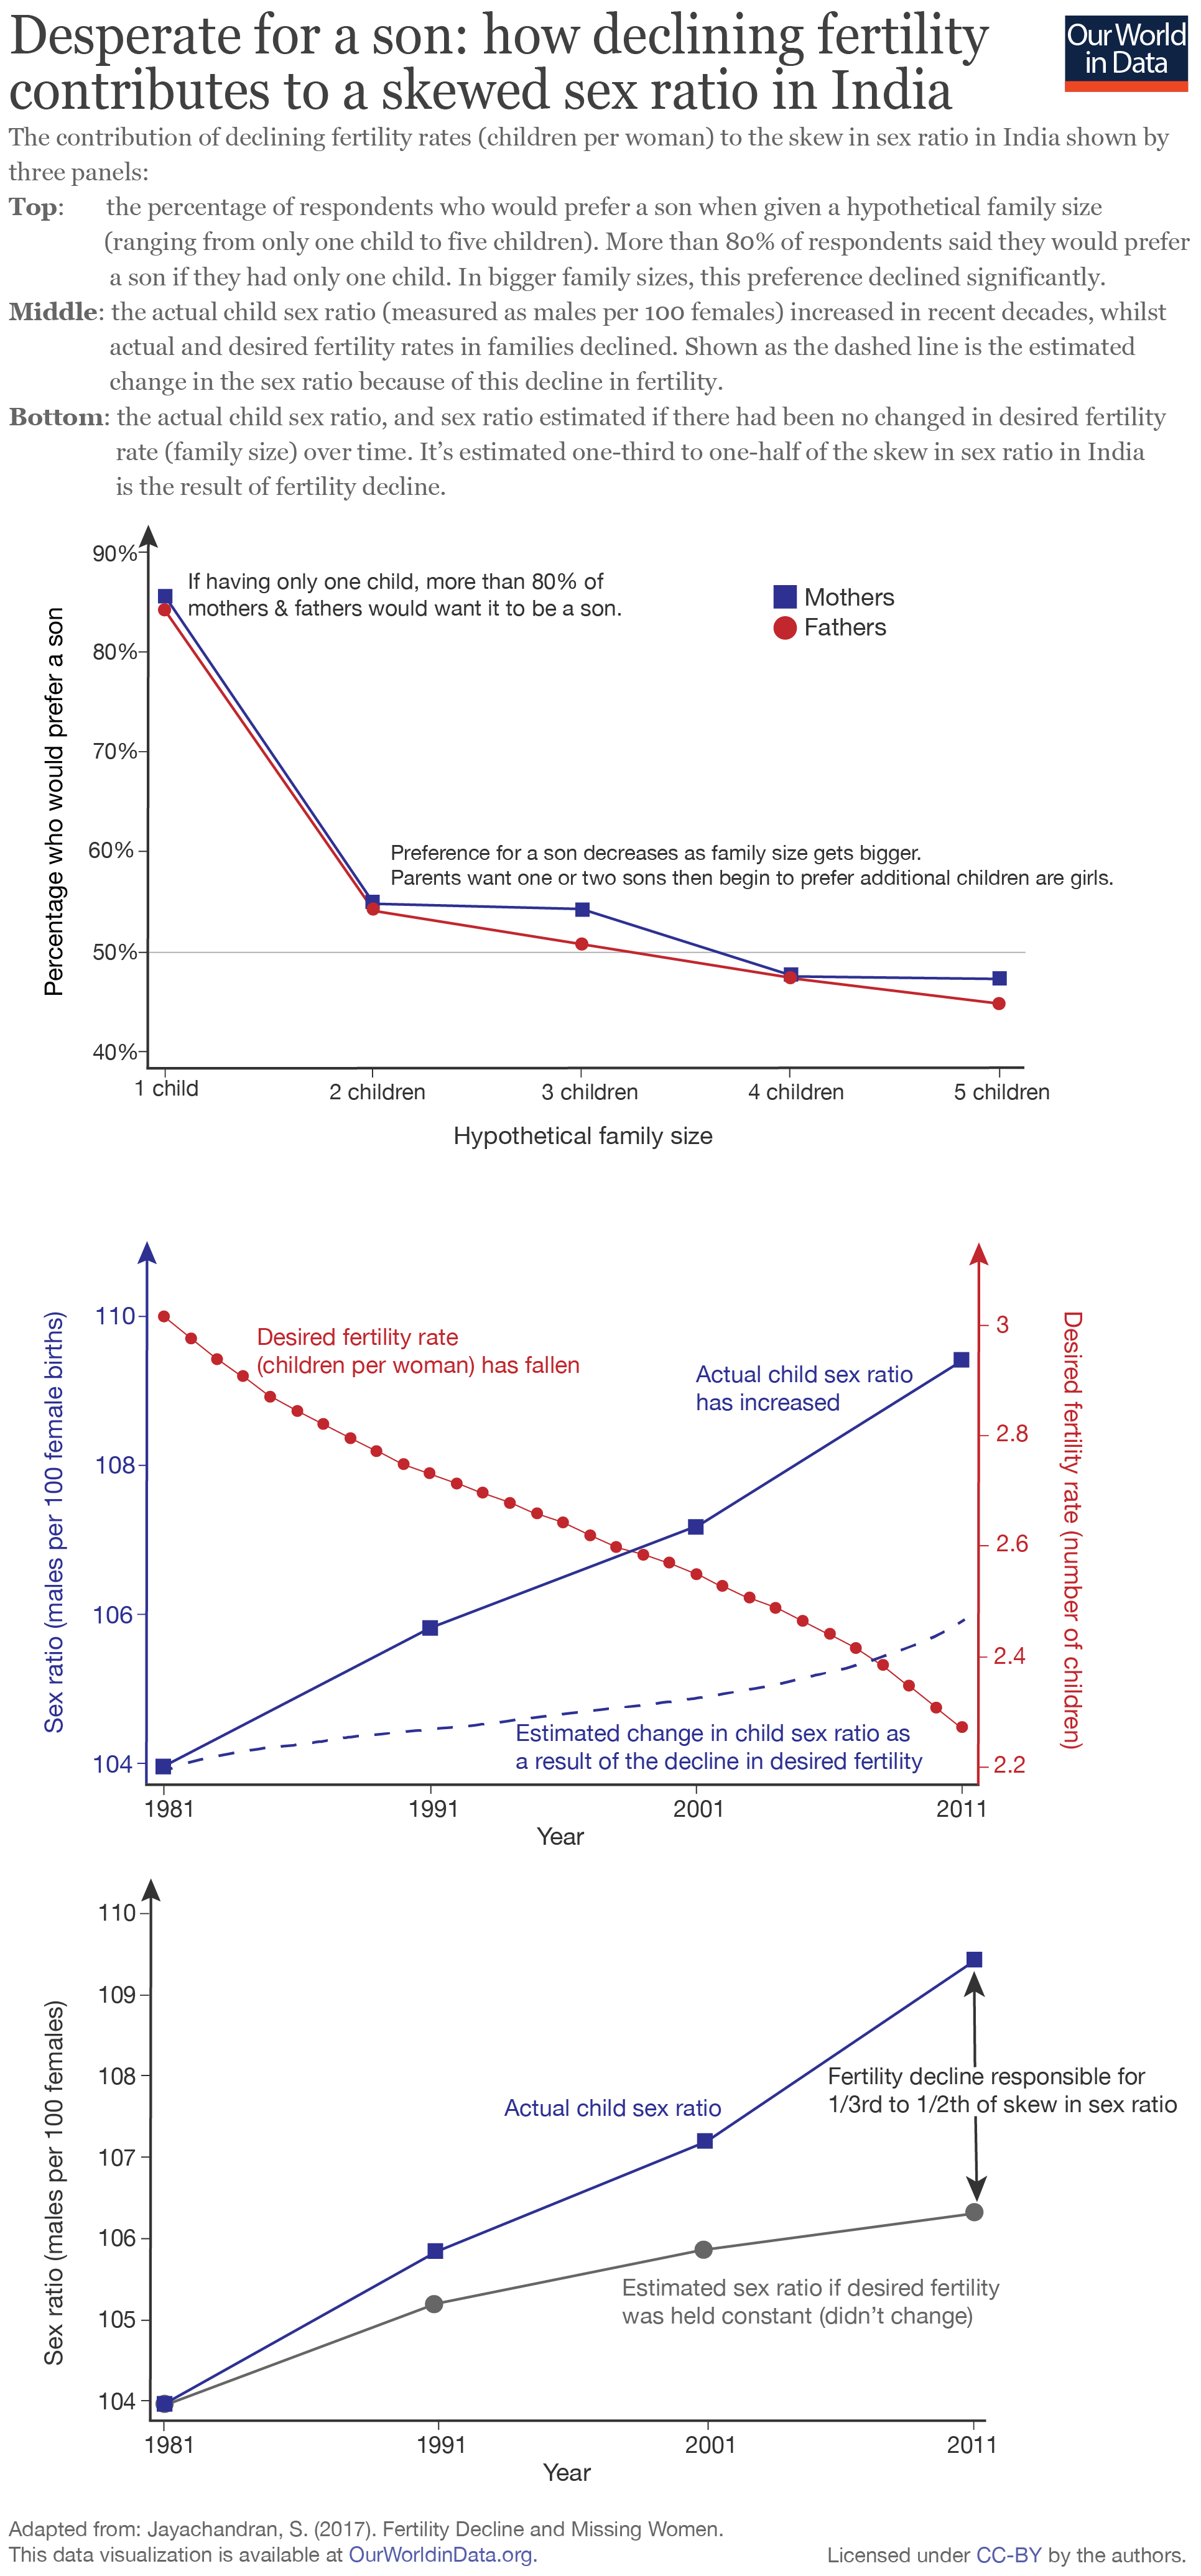 Desperate for a son: how declining fertility
contributes to a skewed sex ratio in India
Our World
in Data
The contribution of declining fertility rates (children per woman) to the skew in sex ratio in India shown by
three panels:
Top: the percentage of respondents who would prefer a son when given a hypothetical family size
(ranging from only one child to five children). More than 80% of respondents said they would prefer
a son if they had only one child. In bigger family sizes, this preference declined significantly.
Middle: the actual child sex ratio (measured as males per 100 females) increased in recent decades, whilst
actual and desired fertility rates in families declined. Shown as the dashed line is the estimated
change in the sex ratio because of this decline in fertility.
Bottom: the actual child sex ratio, and sex ratio estimated if there had been no changed in desired fertility
rate (family size) over time. It's estimated one-third to one-half of the skew in sex ratio in India
is the result of fertility decline.
Percentage who would prefer a son
90%
80%
70%
60%
50%
40%
If having only one child, more than 80% of
mothers & fathers would want it to be a son.
Mothers
Fathers
Preference for a son decreases as family size gets bigger.
Parents want one or two sons then begin to prefer additional children are girls.
1 child
2 children
3 children
4 children
5 children
Hypothetical family size
Sex ratio (males per 100 female births)
110
108
106
104
Desired fertility rate
(children per woman) has fallen
Actual child sex ratio
has increased
Estimated change in child sex ratio as
a result of the decline in desired fertility
3
2.8
2.6
2.4
2.2
Desired fertility rate (number of children)
1981
1991
2001
2011
Year
Sex ratio (males per 100 females)
110
109
108
107
106
105
104
Actual child sex ratio
Fertility decline responsible for
1/3rd to 1/2th of skew in sex ratio
Estimated sex ratio if desired fertility
was held constant (didn't change)
1981
1991
2001
2011
Year
Adapted from: Jayachandran, S. (2017). Fertility Decline and Missing Women.
This data visualization is available at OurWorldinData.org.
Licensed under CC-BY by the authors.